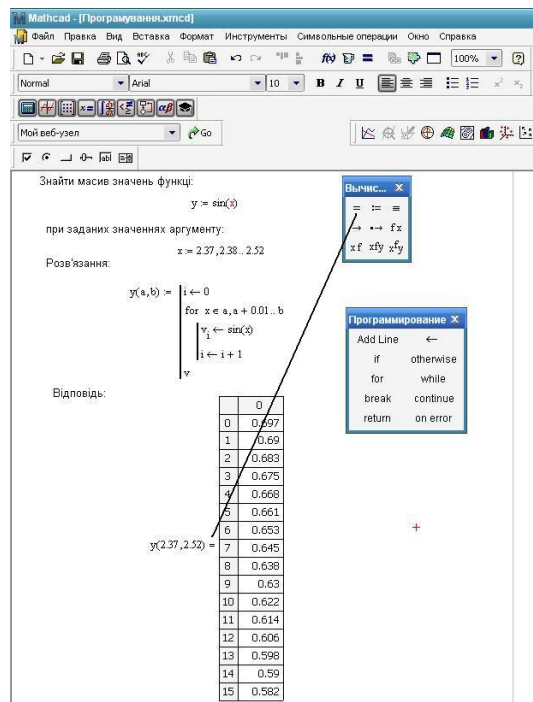 Mathcad - [Програмування.xmcd]
Файл Правка Вид Вставка Формат Инструменты Символьные операции Окно Справка
100%
Normal Arial 10 B I U
Мой веб-узел Go
Знайти масив значень функці:
y := sin(x)
при заданих значеннях аргументу:
x := 2.37, 2.38 .. 2.52
Розв'язання:
y(a,b) := i ← 0
for x ∈ a, a + 0.01 .. b
v_i ← sin(x)
i ← i + 1
v
Відповідь:
y(2.37, 2.52) =
0
0 0.697
1 0.69
2 0.683
3 0.675
4 0.668
5 0.661
6 0.653
7 0.645
8 0.638
9 0.63
10 0.622
11 0.614
12 0.606
13 0.598
14 0.59
15 0.582
Вычис... X
= := ≡
→ •→ f x
x f x f y x^f y
Программирование X
Add Line ←
if otherwise
for while
break continue
return on error